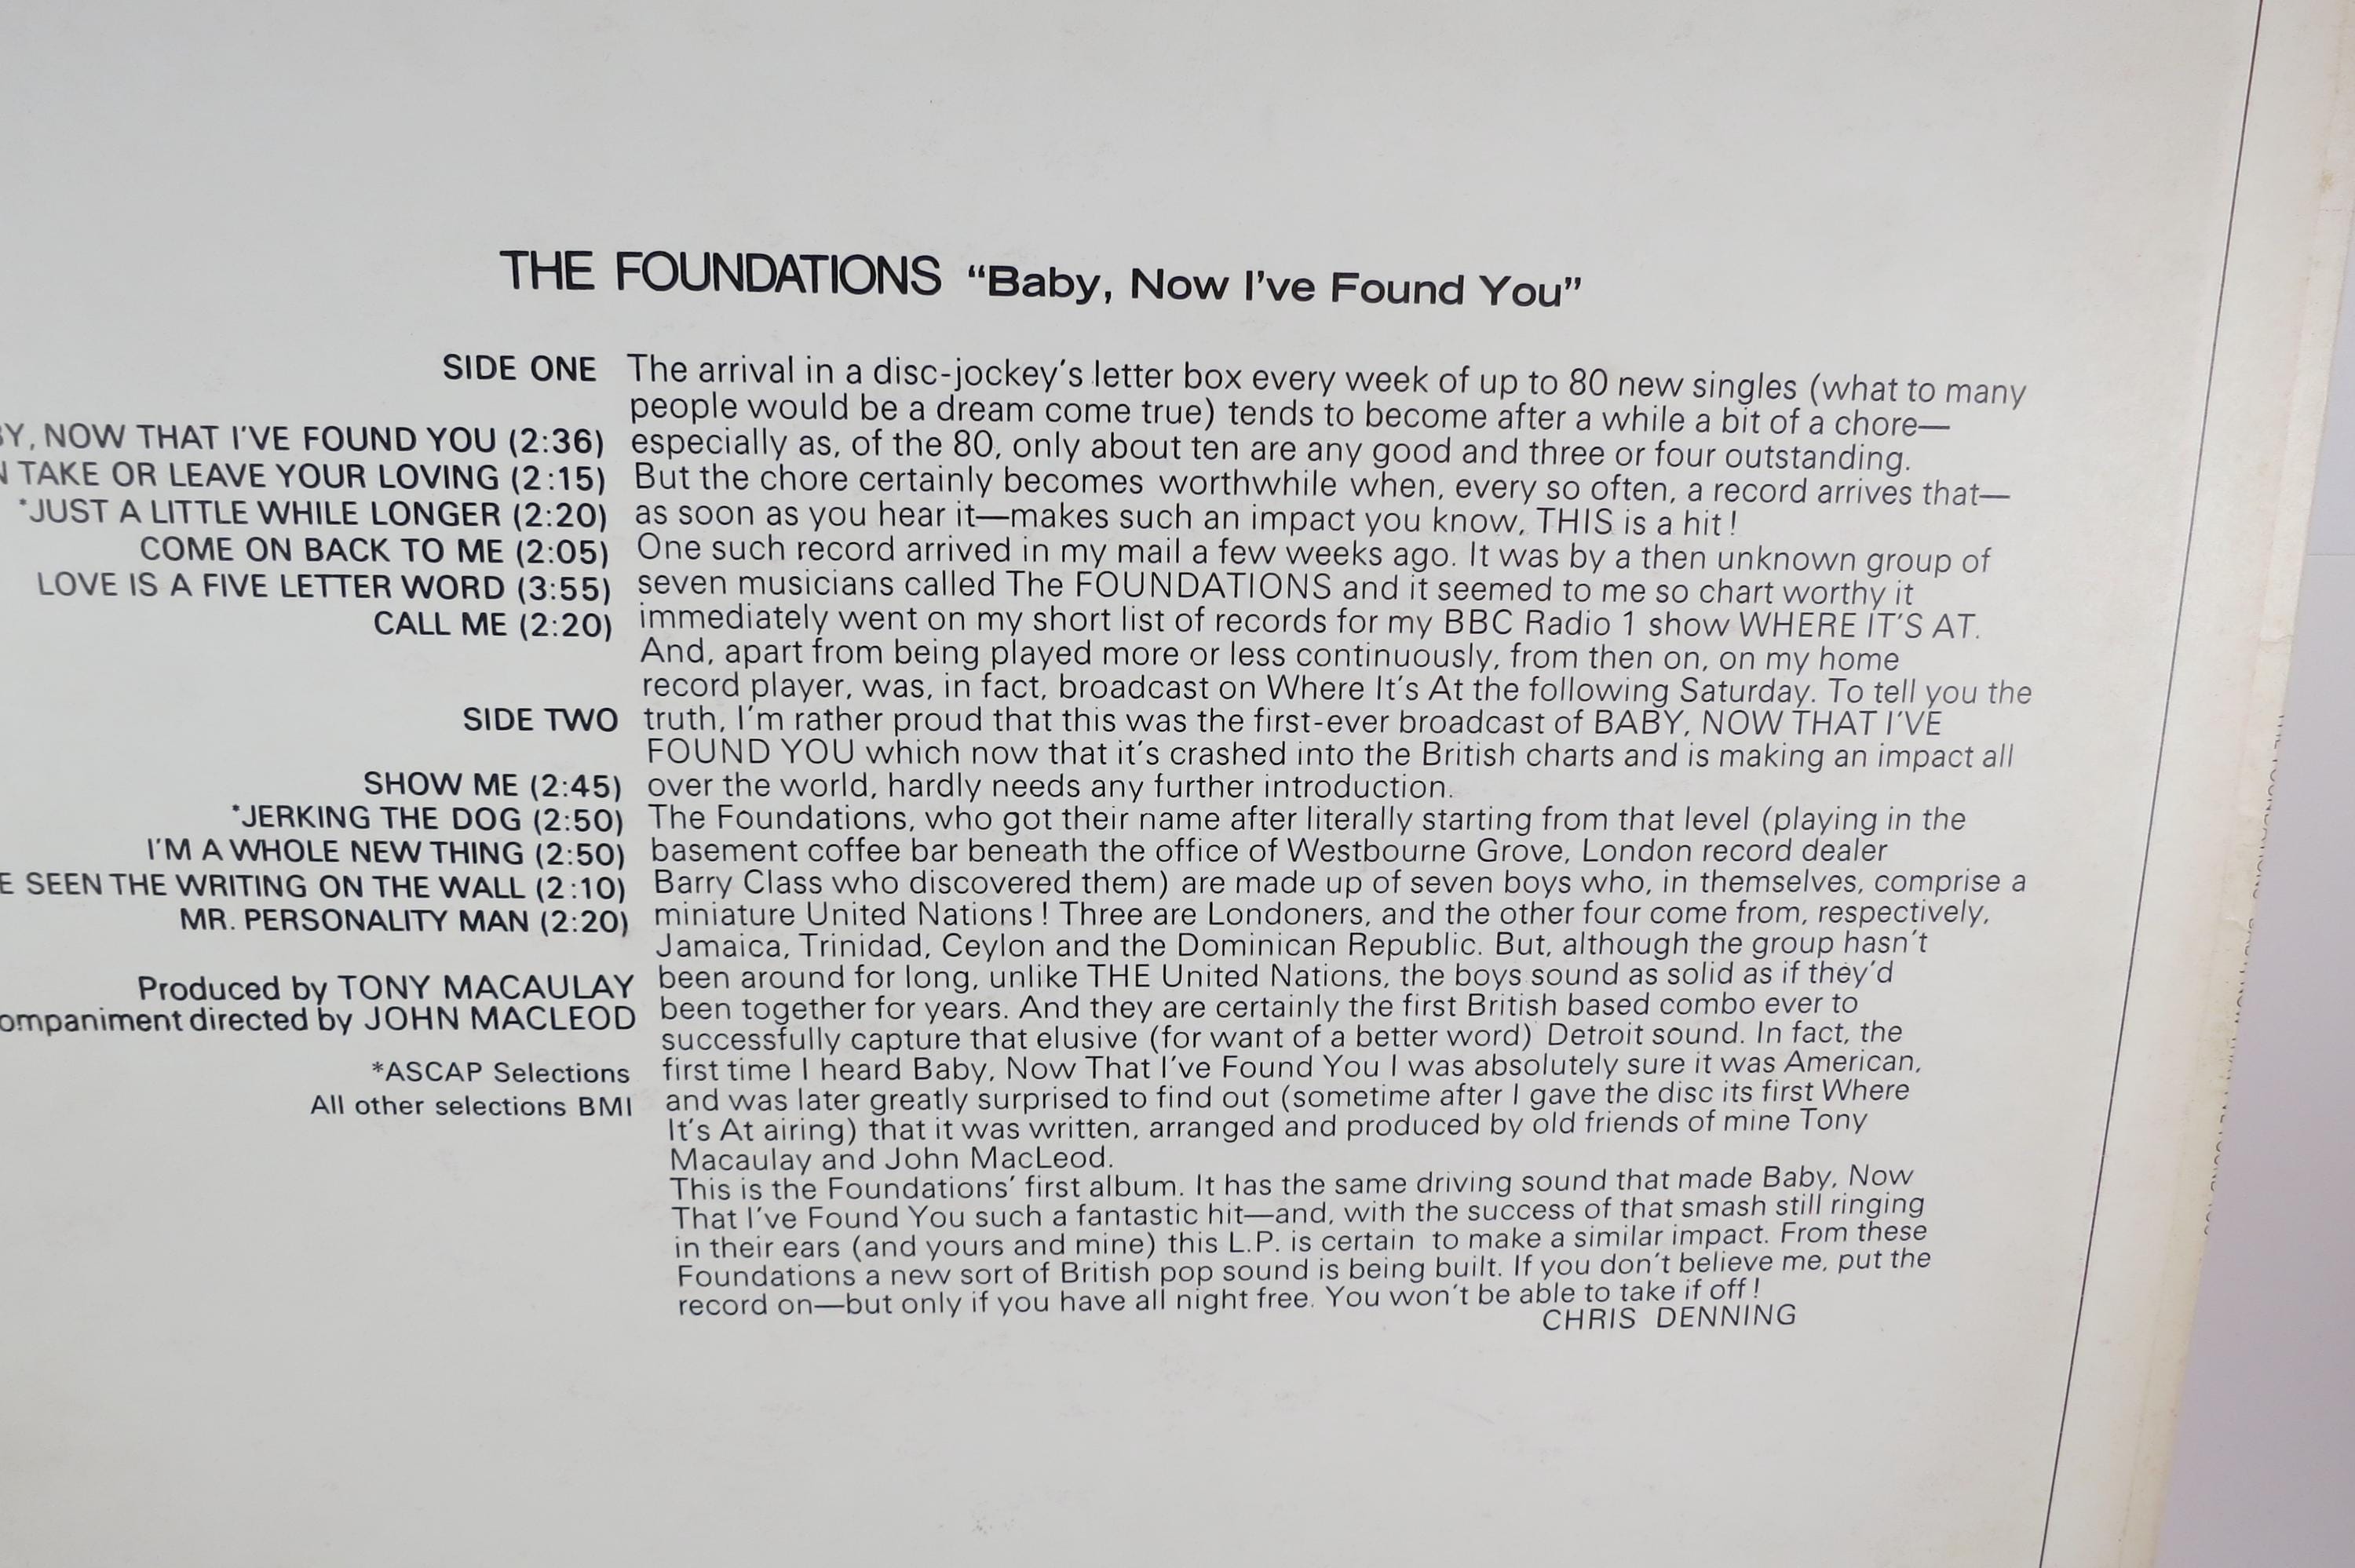 THE FOUNDATIONS “Baby, Now I've Found You”
SIDE ONE
NOW THAT I'VE FOUND YOU (2:36)
TAKE OR LEAVE YOUR LOVING (2:15)
*JUST A LITTLE WHILE LONGER (2:20)
COME ON BACK TO ME (2:05)
LOVE IS A FIVE LETTER WORD (3:55)
CALL ME (2:20)
SIDE TWO
SHOW ME (2:45)
*JERKING THE DOG (2:50)
I'M A WHOLE NEW THING (2:50)
SEEN THE WRITING ON THE WALL (2:10)
MR. PERSONALITY MAN (2:20)
Produced by TONY MACAULAY
directed by JOHN MACLEOD
*ASCAP Selections
All other selections BMI
The arrival in a disc-jockey's letter box every week of up to 80 new singles (what to many
people would be a dream come true) tends to become after a while a bit of a chore—
especially as, of the 80, only about ten are any good and three or four outstanding.
But the chore certainly becomes worthwhile when, every so often, a record arrives that—
as soon as you hear it—makes such an impact you know, THIS is a hit!
One such record arrived in my mail a few weeks ago. It was by a then unknown group of
seven musicians called The FOUNDATIONS and it seemed to me so chart worthy it
immediately went on my short list of records for my BBC Radio 1 show WHERE IT'S AT.
And, apart from being played more or less continuously, from then on, on my home
record player, was, in fact, broadcast on Where It's At the following Saturday. To tell you the
truth, I'm rather proud that this was the first-ever broadcast of BABY, NOW THAT I'VE
FOUND YOU which now that it's crashed into the British charts and is making an impact all
over the world, hardly needs any further introduction.
The Foundations, who got their name after literally starting from that level (playing in the
basement coffee bar beneath the office of Westbourne Grove, London record dealer
Barry Class who discovered them) are made up of seven boys who, in themselves, comprise a
miniature United Nations! Three are Londoners, and the other four come from, respectively,
Jamaica, Trinidad, Ceylon and the Dominican Republic. But, although the group hasn't
been around for long, unlike THE United Nations, the boys sound as solid as if they'd
been together for years. And they are certainly the first British based combo ever to
successfully capture that elusive (for want of a better word) Detroit sound. In fact, the
first time I heard Baby, Now That I've Found You I was absolutely sure it was American,
and was later greatly surprised to find out (sometime after I gave the disc its first Where
It's At airing) that it was written, arranged and produced by old friends of mine Tony
Macaulay and John MacLeod.
This is the Foundations' first album. It has the same driving sound that made Baby, Now
That I've Found You such a fantastic hit—and, with the success of that smash still ringing
in their ears (and yours and mine) this L.P. is certain to make a similar impact. From these
Foundations a new sort of British pop sound is being built. If you don't believe me, put the
record on—but only if you have all night free. You won't be able to take if off!
CHRIS DENNING